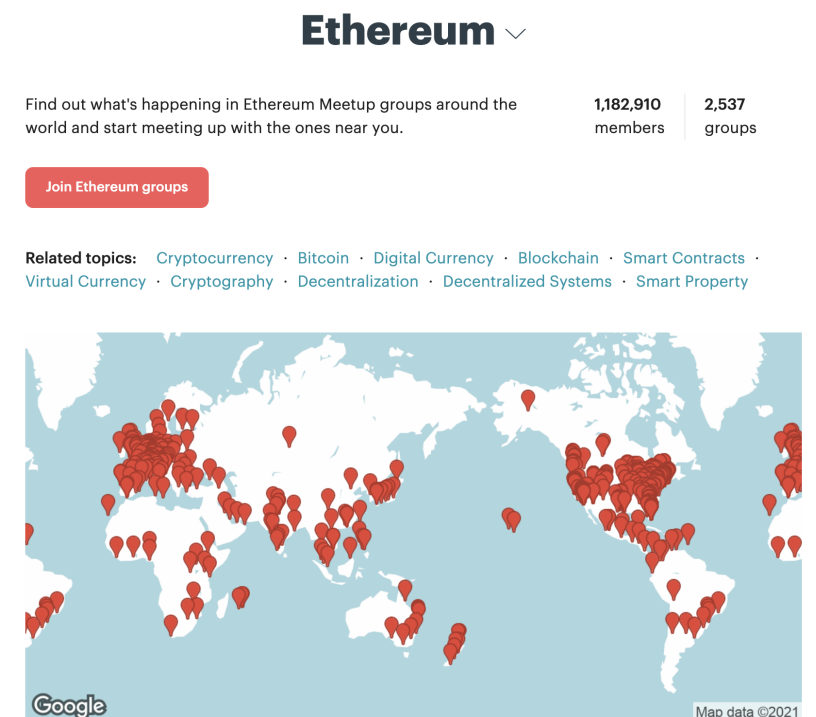 Ethereum
Find out what's happening in Ethereum Meetup groups around the
world and start meeting up with the ones near you.
1,182,910
members
2,537
groups
Join Ethereum groups
Related topics: Cryptocurrency · Bitcoin · Digital Currency · Blockchain · Smart Contracts ·
Virtual Currency · Cryptography · Decentralization · Decentralized Systems · Smart Property
Google
Map data ©2021